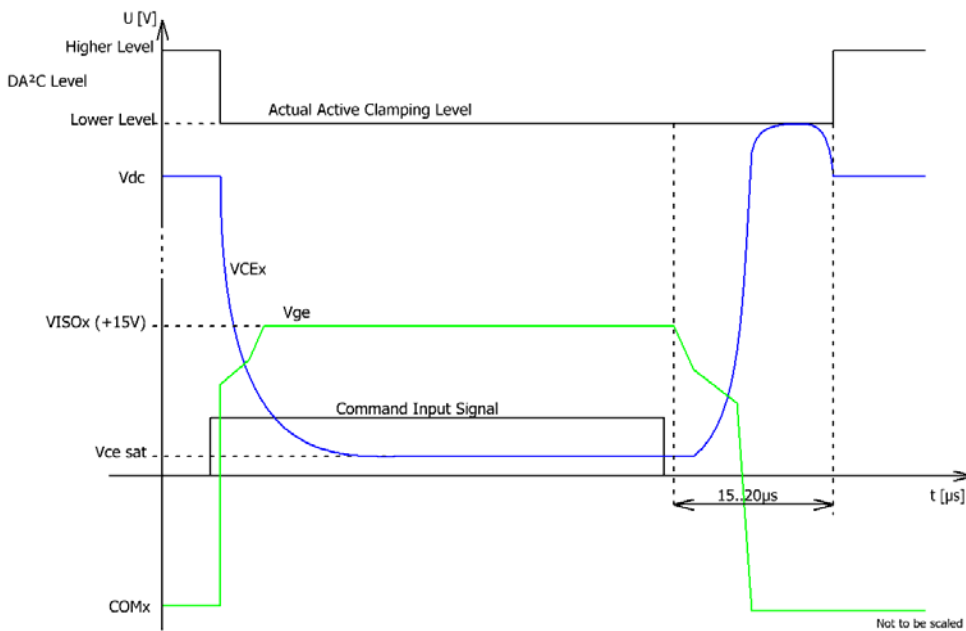 U [V]
Higher Level
DA²C Level
Actual Active Clamping Level
Lower Level
Vdc
VCEx
Vge
VISOx (+15V)
Command Input Signal
Vce sat
15..20µs
t [µs]
COMx
Not to be scaled